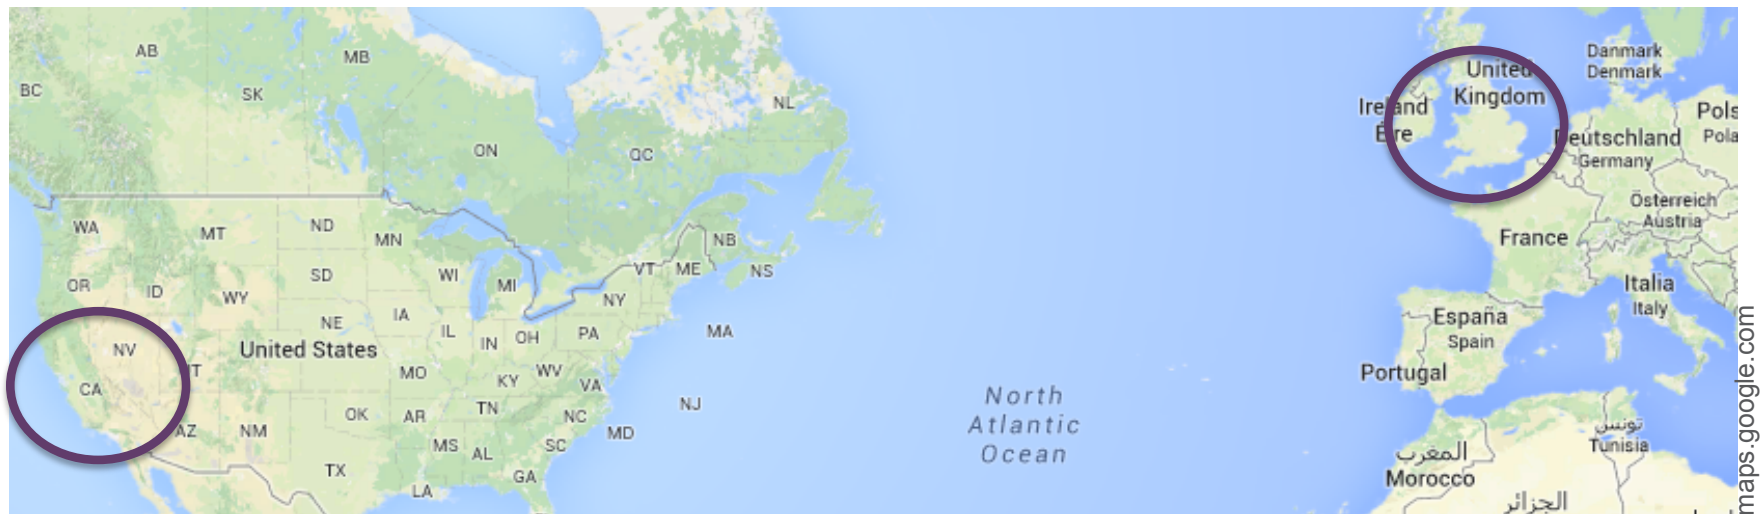 AB
MB
BC
SK
NL
ON
QC
WA
MT
ND
MN
NB
OR
ID
WY
SD
WI
MI
VT
ME
NS
NE
IA
IL
IN
OH
NY
PA
MA
NV
United States
CA
MO
KY
WV
VA
NJ
OK
AR
TN
NC
MD
AZ
NM
MS
AL
SC
TX
LA
GA
North
Atlantic
Ocean
United
Kingdom
Ireland
Éire
Danmark
Denmark
Deutschland
Germany
Pols
Pola
Österreich
Austria
France
Italia
Italy
España
Spain
Portugal
المغرب
Morocco
تونس
Tunisia
الجزائر
maps.google.com